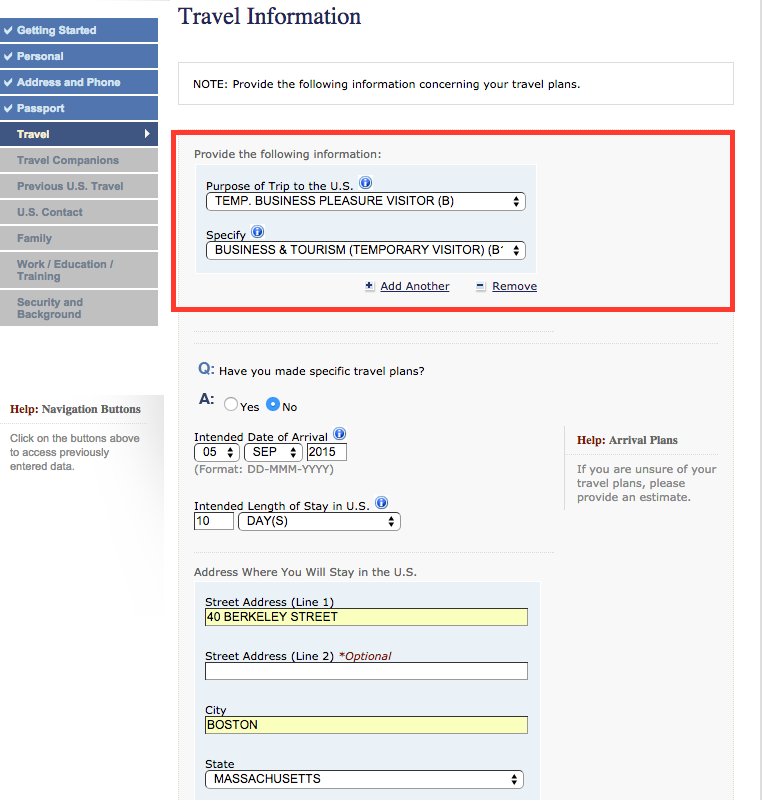 Travel Information
Getting Started
Personal
Address and Phone
Passport
Travel
Travel Companions
Previous U.S. Travel
U.S. Contact
Family
Work / Education /
Training
Security and
Background
Help: Navigation Buttons
Click on the buttons above
to access previously
entered data.
NOTE: Provide the following information concerning your travel plans.
Provide the following information:
Purpose of Trip to the U.S.
TEMP. BUSINESS PLEASURE VISITOR (B)
Specify
BUSINESS & TOURISM (TEMPORARY VISITOR) (B1
Add Another Remove
Q: Have you made specific travel plans?
A: Yes No
Intended Date of Arrival
05 SEP 2015
(Format: DD-MMM-YYYY)
Intended Length of Stay in U.S.
10 DAY(S)
Help: Arrival Plans
If you are unsure of your
travel plans, please
provide an estimate.
Address Where You Will Stay in the U.S.
Street Address (Line 1)
40 BERKELEY STREET
Street Address (Line 2) *Optional
City
BOSTON
State
MASSACHUSETTS